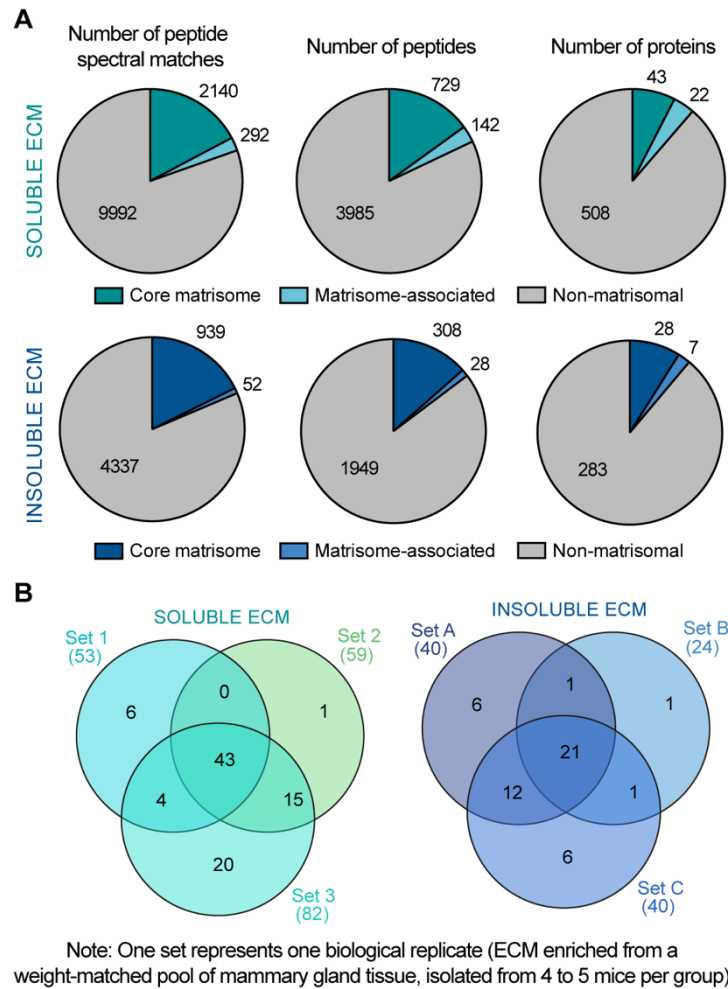 A
Number of peptide
spectral matches
Number of peptides
Number of proteins
SOLUBLE ECM
2140
292
9992
729
142
3985
43
22
508
Core matrisome
Matrisome-associated
Non-matrisomal
INSOLUBLE ECM
939
52
4337
308
28
1949
28
7
283
Core matrisome
Matrisome-associated
Non-matrisomal
B
SOLUBLE ECM
Set 1
(53)
Set 2
(59)
6
0
1
43
4
15
20
Set 3
(82)
INSOLUBLE ECM
Set A
(40)
Set B
(24)
6
1
1
21
12
1
6
Set C
(40)
Note: One set represents one biological replicate (ECM enriched from a
weight-matched pool of mammary gland tissue, isolated from 4 to 5 mice per group)